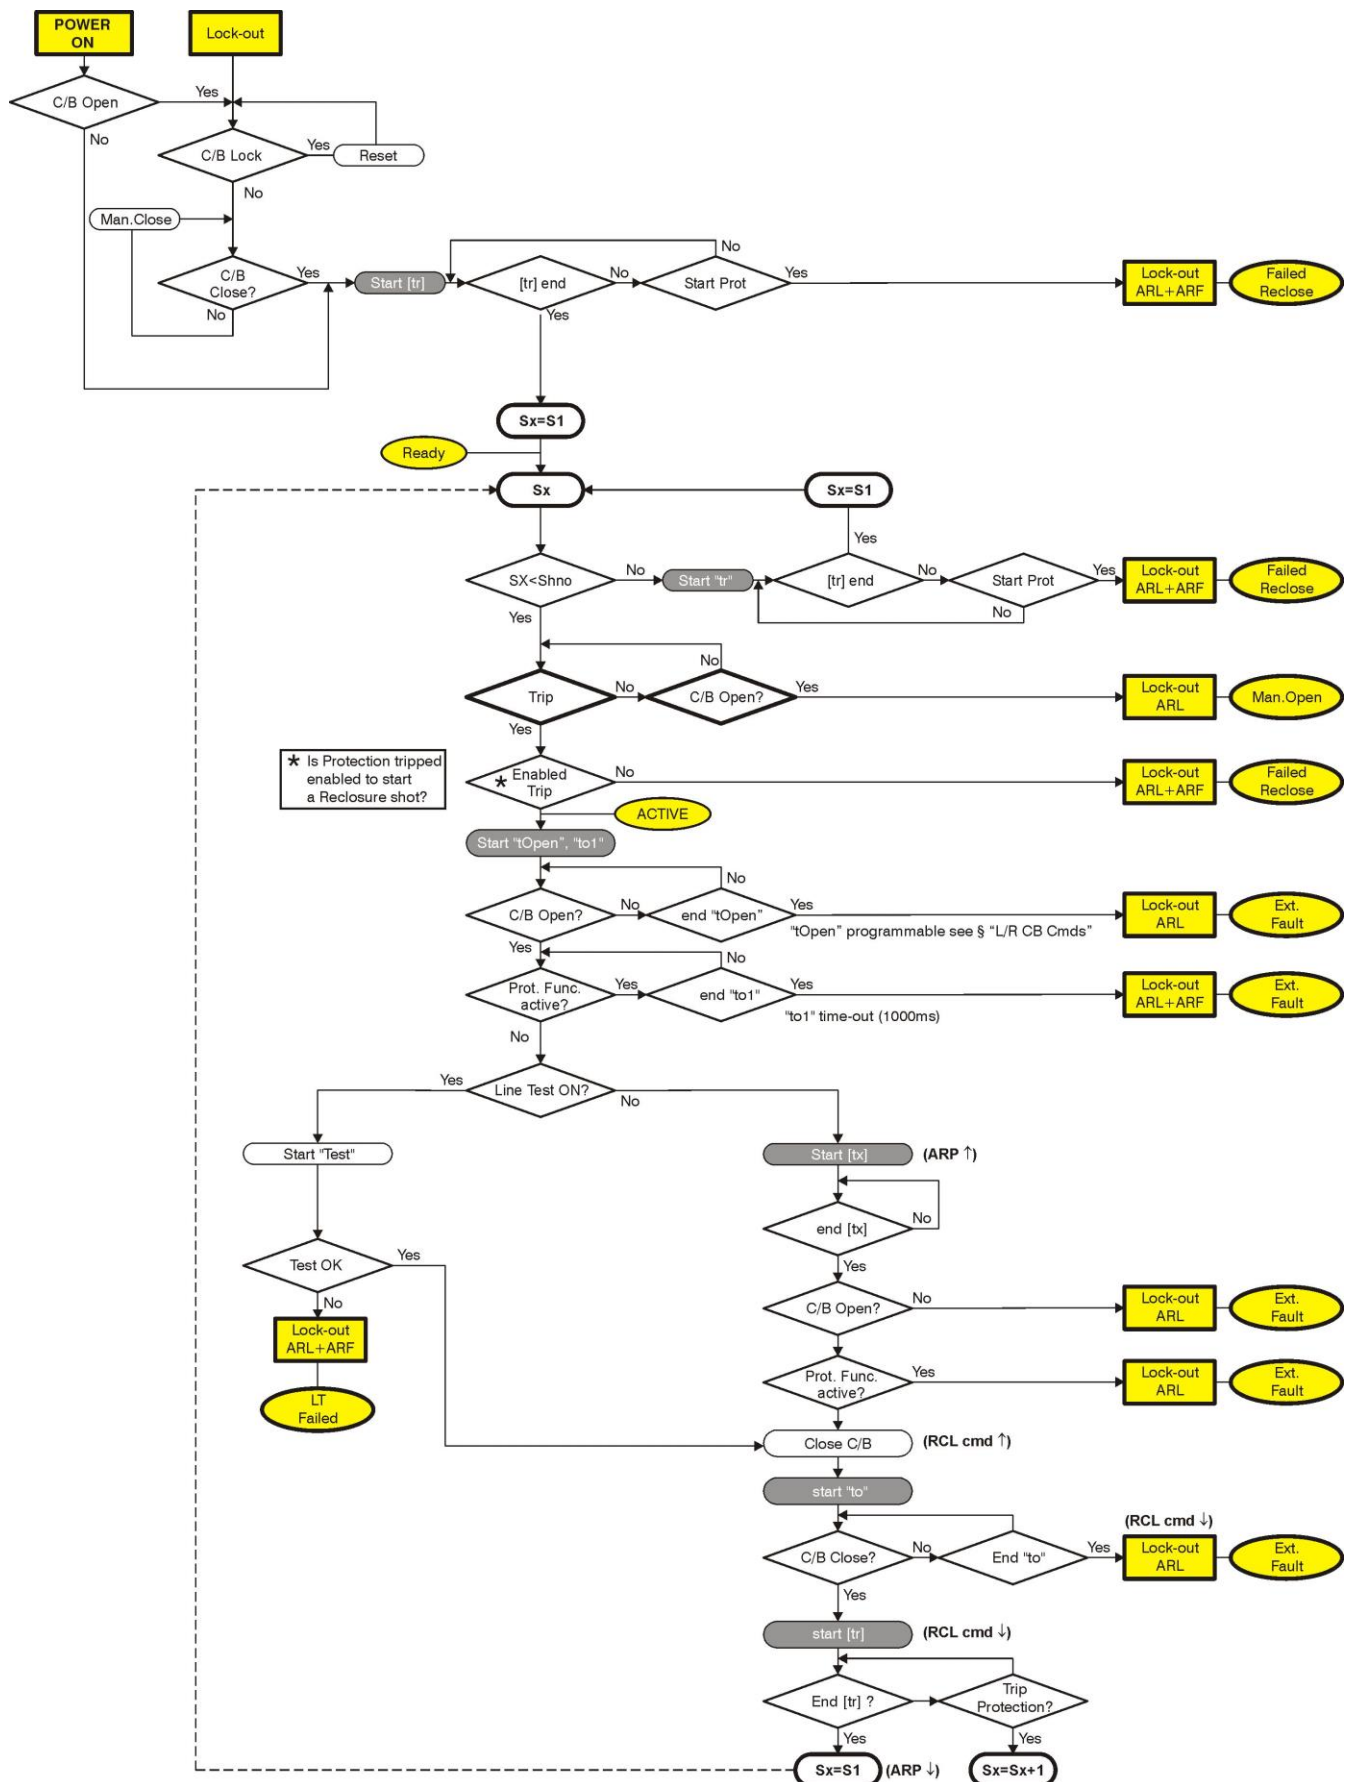 POWER
ON
Lock-out
C/B Open
Yes
No
C/B Lock
Yes
Reset
No
Man.Close
C/B
Close?
Yes
No
Start [tr]
[tr] end
No
Yes
Start Prot
No
Yes
Lock-out
ARL+ARF
Failed
Reclose
Sx=S1
Ready
Sx
Sx=S1
Yes
SX<Shno
No
Yes
Start "tr"
[tr] end
No
Start Prot
Yes
No
Lock-out
ARL+ARF
Failed
Reclose
No
Trip
No
Yes
C/B Open?
Yes
Lock-out
ARL
Man.Open
* Is Protection tripped
enabled to start
a Reclosure shot?
* Enabled
Trip
No
Lock-out
ARL+ARF
Failed
Reclose
ACTIVE
Start "tOpen", "to1"
No
C/B Open?
No
Yes
end "tOpen"
Yes
"tOpen" programmable see § "L/R CB Cmds"
Lock-out
ARL
Ext.
Fault
No
Prot. Func.
active?
Yes
No
end "to1"
Yes
"to1" time-out (1000ms)
Lock-out
ARL+ARF
Ext.
Fault
Line Test ON?
Yes
No
Start "Test"
Start [tx]
(ARP ↑)
end [tx]
No
Yes
Test OK
Yes
No
Lock-out
ARL+ARF
LT
Failed
C/B Open?
No
Lock-out
ARL
Ext.
Fault
Prot. Func.
active?
Yes
Lock-out
ARL
Ext.
Fault
Close C/B
(RCL cmd ↑)
start "to"
C/B Close?
No
Yes
End "to"
Yes
(RCL cmd ↓)
Lock-out
ARL
Ext.
Fault
start [tr]
(RCL cmd ↓)
End [tr] ?
Yes
Trip
Protection?
Yes
Sx=S1
(ARP ↓)
Sx=Sx+1